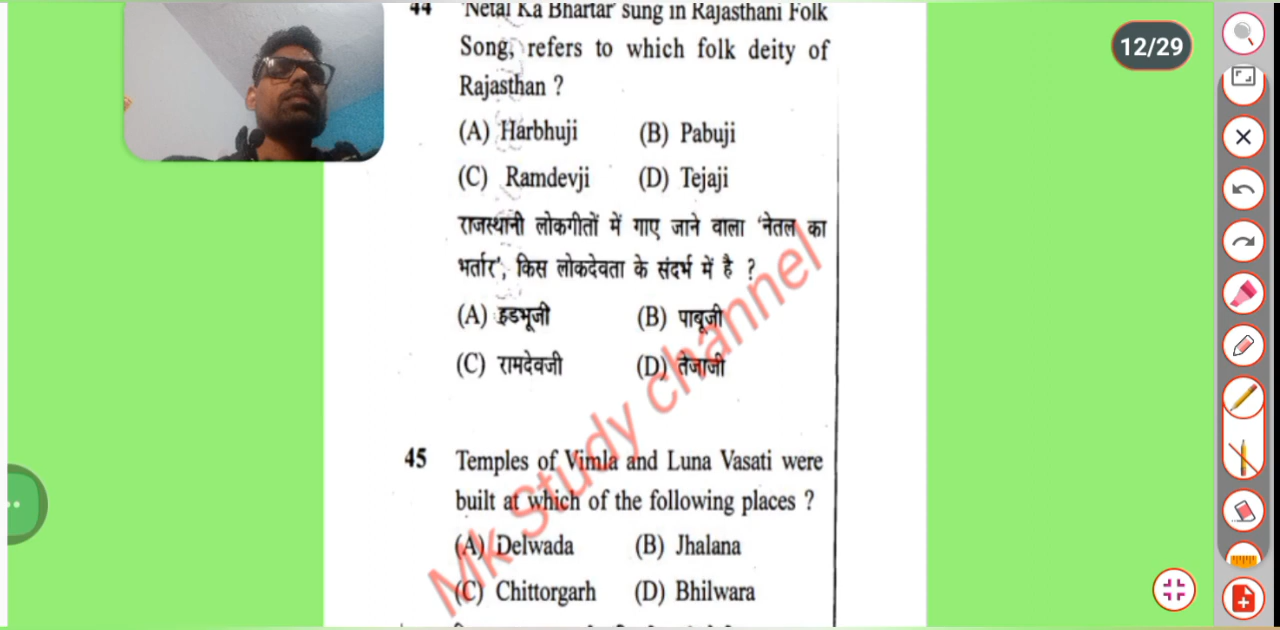 44 'Netal Ka Bhartar' sung in Rajasthani Folk
12/29
Song, refers to which folk deity of
Rajasthan ?
(A) Harbhuji (B) Pabuji
(C) Ramdevji (D) Tejaji
राजस्थानी लोकगीतों में गाए जाने वाला 'नेतल का
भर्तार', किस लोकदेवता के संदर्भ में है ?
(A) हडभूजी (B) पाबूजी
(C) रामदेवजी (D) तेजाजी
Mk Study channel
45 Temples of Vimla and Luna Vasati were
built at which of the following places ?
(A) Delwada (B) Jhalana
(C) Chittorgarh (D) Bhilwara